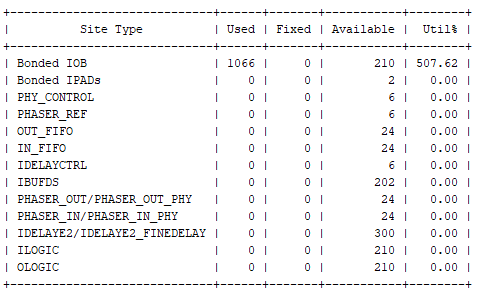 +-----------------------------+------+-------+-----------+--------+
|          Site Type          | Used | Fixed | Available | Util%  |
+-----------------------------+------+-------+-----------+--------+
| Bonded IOB                  | 1066 |     0 |       210 | 507.62 |
| Bonded IPADs                |    0 |     0 |         2 |   0.00 |
| PHY_CONTROL                 |    0 |     0 |         6 |   0.00 |
| PHASER_REF                  |    0 |     0 |         6 |   0.00 |
| OUT_FIFO                    |    0 |     0 |        24 |   0.00 |
| IN_FIFO                     |    0 |     0 |        24 |   0.00 |
| IDELAYCTRL                  |    0 |     0 |         6 |   0.00 |
| IBUFDS                      |    0 |     0 |       202 |   0.00 |
| PHASER_OUT/PHASER_OUT_PHY   |    0 |     0 |        24 |   0.00 |
| PHASER_IN/PHASER_IN_PHY     |    0 |     0 |        24 |   0.00 |
| IDELAYE2/IDELAYE2_FINEDELAY |    0 |     0 |       300 |   0.00 |
| ILOGIC                      |    0 |     0 |       210 |   0.00 |
| OLOGIC                      |    0 |     0 |       210 |   0.00 |
+-----------------------------+------+-------+-----------+--------+